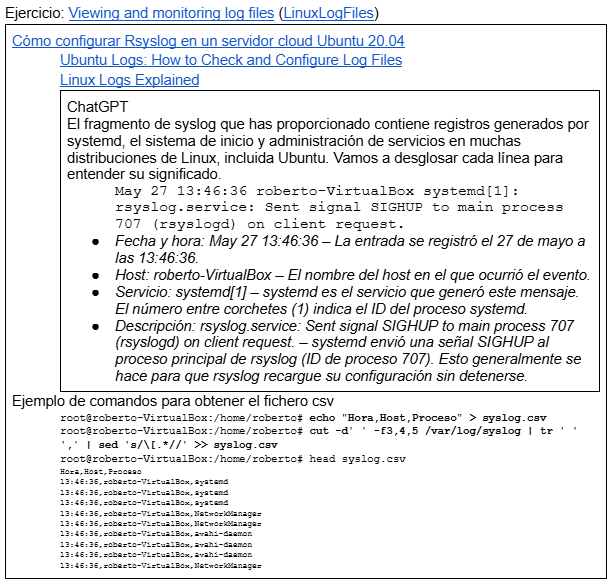 Ejercicio: Viewing and monitoring log files (LinuxLogFiles)
Cómo configurar Rsyslog en un servidor cloud Ubuntu 20.04
Ubuntu Logs: How to Check and Configure Log Files
Linux Logs Explained
ChatGPT
El fragmento de syslog que has proporcionado contiene registros generados por
systemd, el sistema de inicio y administración de servicios en muchas
distribuciones de Linux, incluida Ubuntu. Vamos a desglosar cada línea para
entender su significado.
May 27 13:46:36 roberto-VirtualBox systemd[1]:
rsyslog.service: Sent signal SIGHUP to main process
707 (rsyslogd) on client request.
● Fecha y hora: May 27 13:46:36 – La entrada se registró el 27 de mayo a
las 13:46:36.
● Host: roberto-VirtualBox – El nombre del host en el que ocurrió el evento.
● Servicio: systemd[1] – systemd es el servicio que generó este mensaje.
El número entre corchetes (1) indica el ID del proceso systemd.
● Descripción: rsyslog.service: Sent signal SIGHUP to main process 707
(rsyslogd) on client request. – systemd envió una señal SIGHUP al
proceso principal de rsyslog (ID de proceso 707). Esto generalmente se
hace para que rsyslog recargue su configuración sin detenerse.
Ejemplo de comandos para obtener el fichero csv
root@roberto-VirtualBox:/home/roberto# echo "Hora,Host,Proceso" > syslog.csv
root@roberto-VirtualBox:/home/roberto# cut -d' ' -f3,4,5 /var/log/syslog | tr ' '
',' | sed 's/\[.*//' >> syslog.csv
root@roberto-VirtualBox:/home/roberto# head syslog.csv
Hora,Host,Proceso
13:46:36,roberto-VirtualBox,systemd
13:46:36,roberto-VirtualBox,systemd
13:46:36,roberto-VirtualBox,systemd
13:46:36,roberto-VirtualBox,NetworkManager
13:46:36,roberto-VirtualBox,NetworkManager
13:46:36,roberto-VirtualBox,avahi-daemon
13:46:36,roberto-VirtualBox,avahi-daemon
13:46:36,roberto-VirtualBox,avahi-daemon
13:46:36,roberto-VirtualBox,NetworkManager